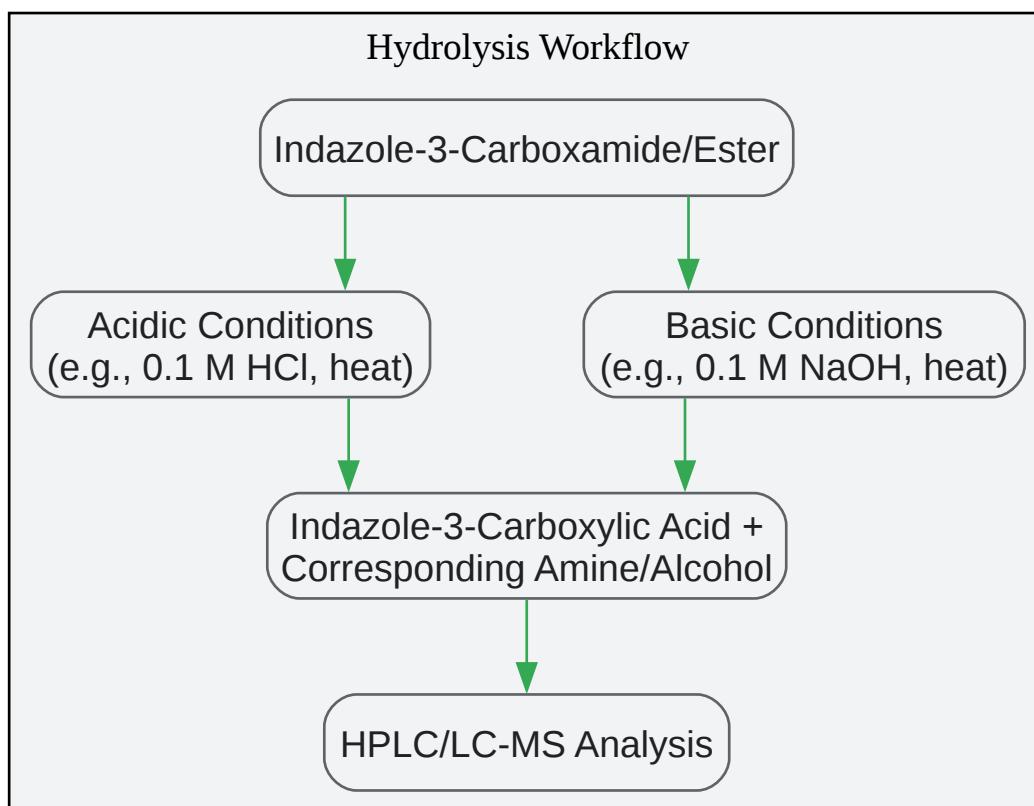 Hydrolysis Workflow
Indazole-3-Carboxamide/Ester
Acidic Conditions
(e.g., 0.1 M HCl, heat)
Basic Conditions
(e.g., 0.1 M NaOH, heat)
Indazole-3-Carboxylic Acid +
Corresponding Amine/Alcohol
HPLC/LC-MS Analysis